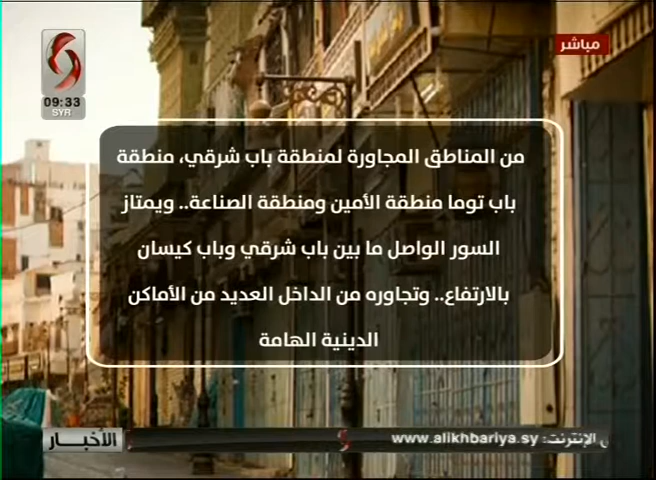 مباشر
09:33
SYR
من المناطق المجاورة لمنطقة باب شرقي، منطقة
باب توما منطقة الأمين ومنطقة الصناعة.. ويمتاز
السور الواصل ما بين باب شرقي وباب كيسان
بالارتفاع.. وتجاوره من الداخل العديد من الأماكن
الدينية الهامة
الأخبار
الإنترنت: www.alikhbariya.sy